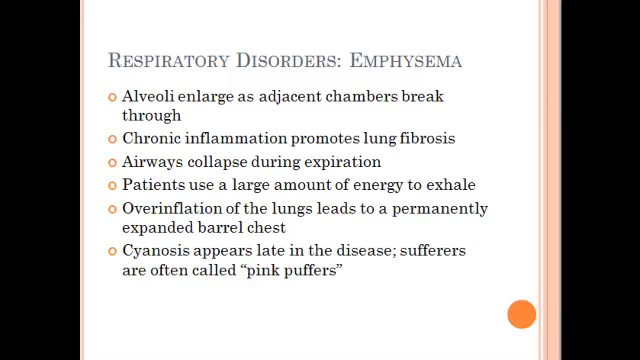 Respiratory Disorders: Emphysema
Alveoli enlarge as adjacent chambers break
through
Chronic inflammation promotes lung fibrosis
Airways collapse during expiration
Patients use a large amount of energy to exhale
Overinflation of the lungs leads to a permanently
expanded barrel chest
Cyanosis appears late in the disease; sufferers
are often called “pink puffers”